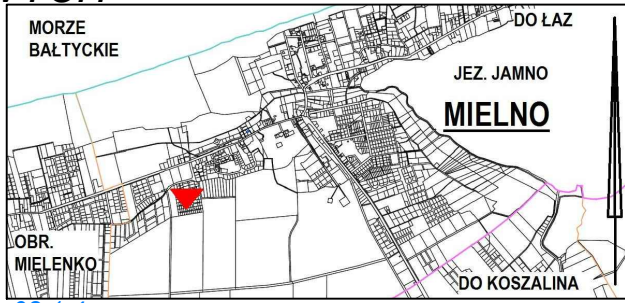 MORZE
BAŁTYCKIE
DO ŁAZ
JEZ. JAMNO
MIELNO
OBR.
MIELENKO
DO KOSZALINA